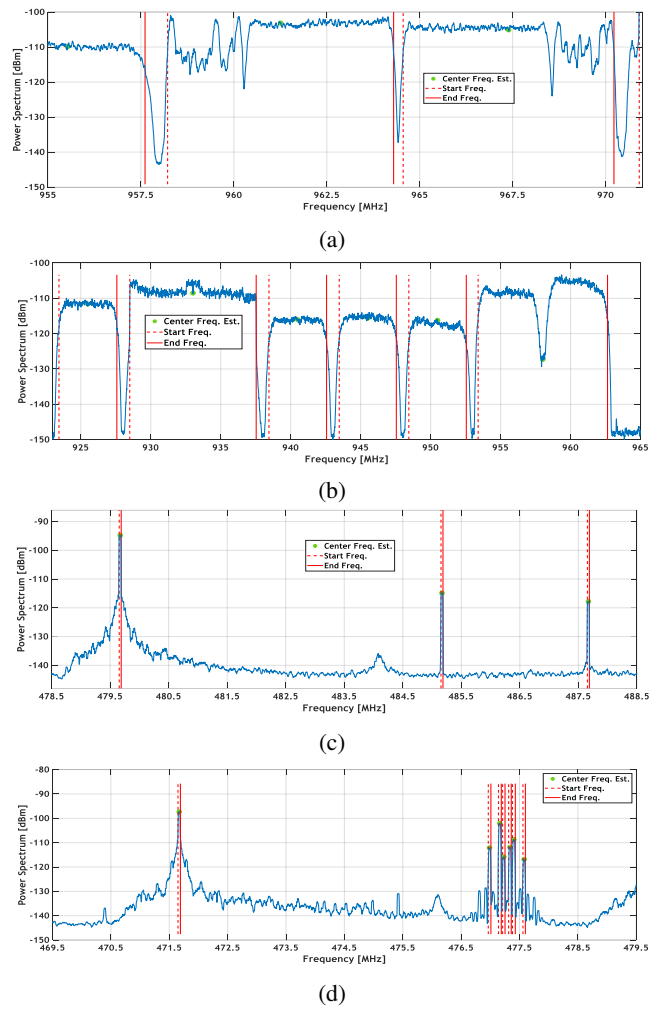 -100
-110
-120
-130
-140
-150
Power Spectrum [dBm]
Center Freq. Est.
Start Freq.
End Freq.
955 957.5 960 962.5 965 967.5 970
Frequency [MHz]
(a)
-100
-110
-120
-130
-140
-150
Power Spectrum [dBm]
Center Freq. Est.
Start Freq.
End Freq.
925 930 935 940 945 950 955 960 965
Frequency [MHz]
(b)
-90
-100
-110
-120
-130
-140
Power Spectrum [dBm]
Center Freq. Est.
Start Freq.
End Freq.
478.5 479.5 480.5 481.5 482.5 483.5 484.5 485.5 486.5 487.5 488.5
Frequency [MHz]
(c)
-80
-90
-100
-110
-120
-130
-140
-150
Power Spectrum [dBm]
Center Freq. Est.
Start Freq.
End Freq.
469.5 470.5 471.5 472.5 473.5 474.5 475.5 476.5 477.5 478.5 479.5
Frequency [MHz]
(d)